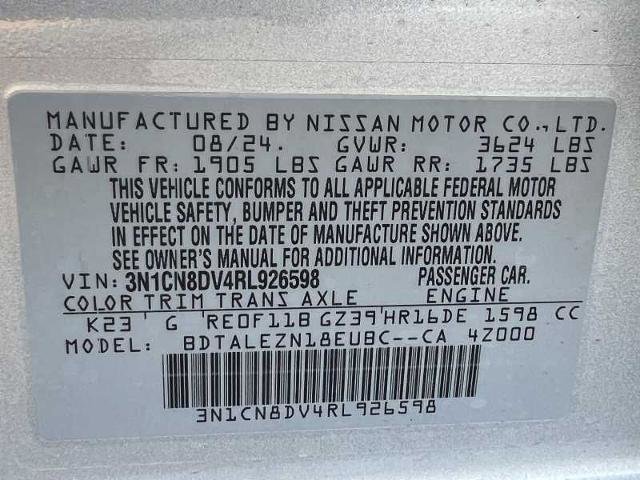 MANUFACTURED BY NISSAN MOTOR CO., LTD.
DATE: 08/24. GVWR: 3624 LBS
GAWR FR: 1905 LBS GAWR RR: 1735 LBS
THIS VEHICLE CONFORMS TO ALL APPLICABLE FEDERAL MOTOR
VEHICLE SAFETY, BUMPER AND THEFT PREVENTION STANDARDS
IN EFFECT ON THE DATE OF MANUFACTURE SHOWN ABOVE.
SEE OWNER'S MANUAL FOR ADDITIONAL INFORMATION.
VIN: 3N1CN8DV4RL926598 PASSENGER CAR.
COLOR TRIM TRANS AXLE ENGINE
K23 G RE0F11B GZ39 HR16DE 1598 CC
MODEL BDTALEZN18EUBC--CA 4Z000
3N1CN8DV4RL926598